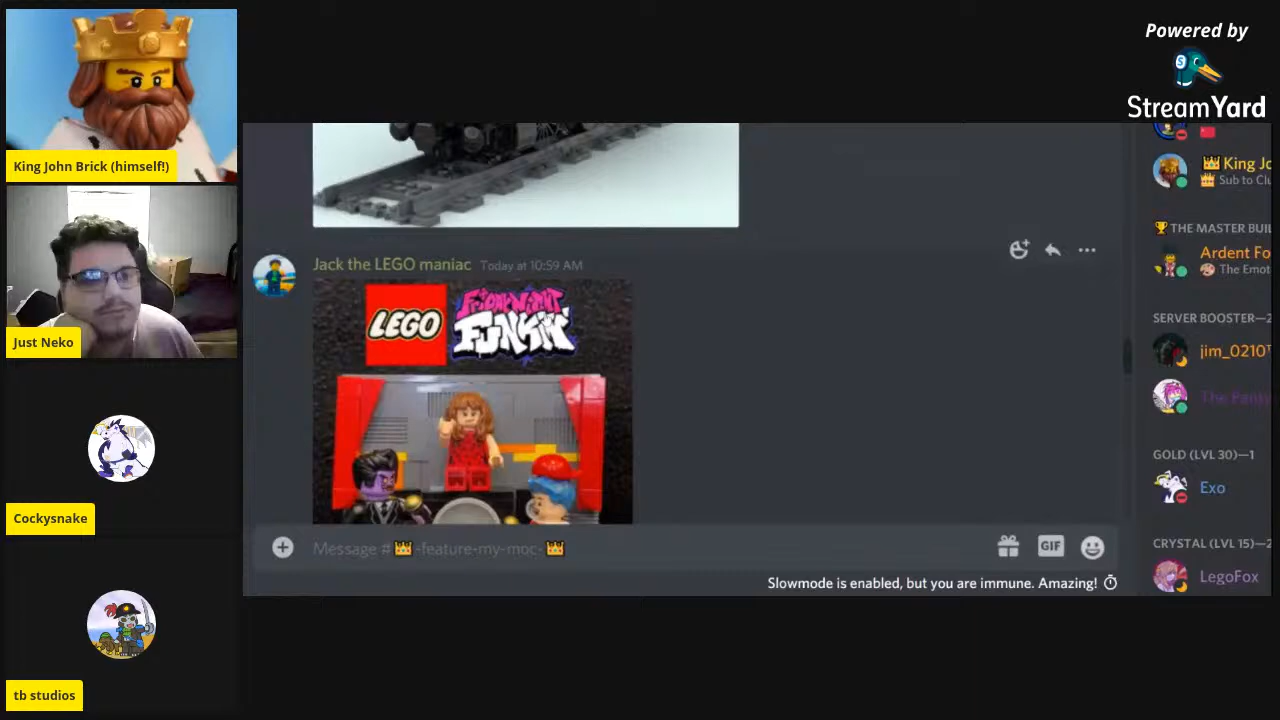 King John Brick (himself!)
Just Neko
Cockysnake
tb studios
Powered by
StreamYard
Jack the LEGO maniac Today at 10:59 AM
LEGO
FRIDAY NIGHT
FUNKIN'
Message # -feature-my-moc-
GIF
Slowmode is enabled, but you are immune. Amazing!
King Jo
Sub to Clu
THE MASTER BUIL
Ardent Fo
The Emot
SERVER BOOSTER—2
jim_0210
GOLD (LVL 30)—1
Exo
CRYSTAL (LVL 15)—2
LegoFox